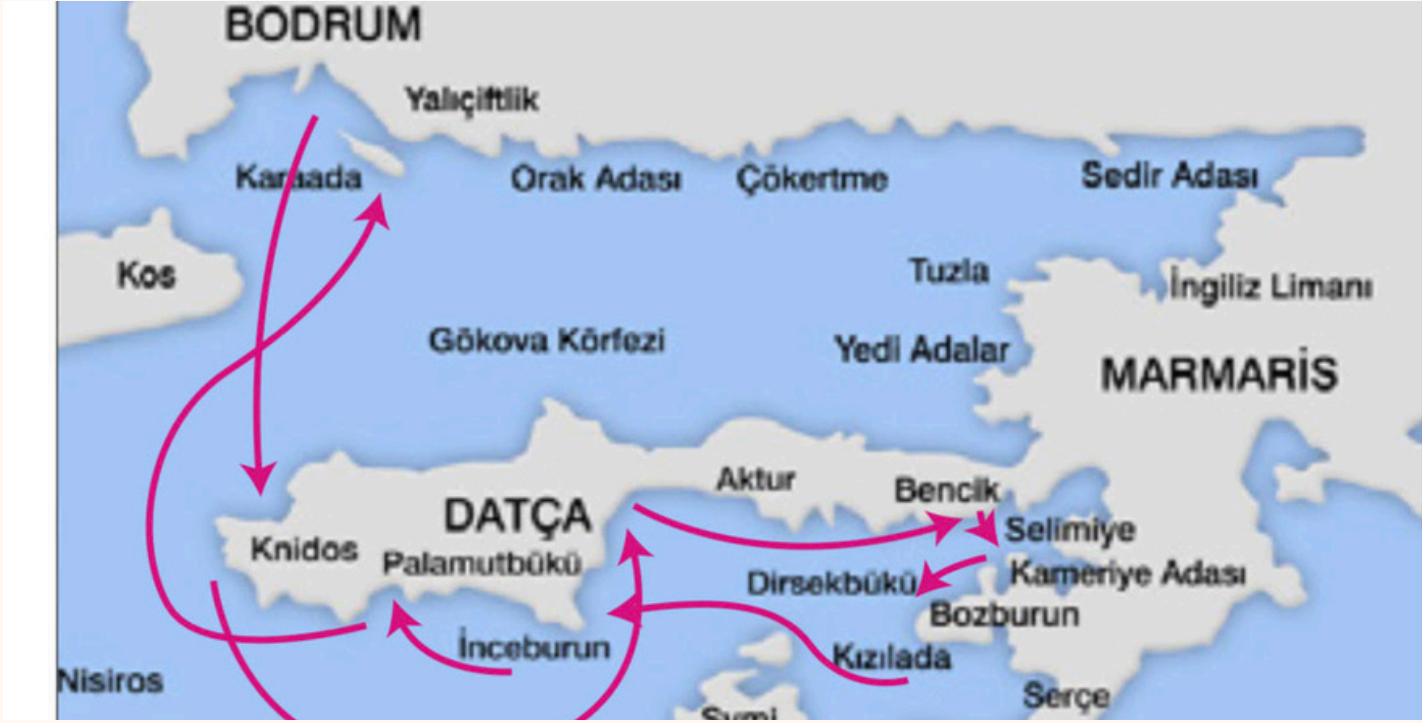 BODRUM
Yalıçiftlik
Karaada
Orak Adası
Çökertme
Sedir Adası
Kos
Tuzla
İngiliz Limanı
Gökova Körfezi
Yedi Adalar
MARMARİS
Aktur
Bencik
DATÇA
Selimiye
Knidos
Palamutbükü
Dirsekbükü
Kameriye Adası
Bozburun
İnceburun
Kızılada
Nisiros
Serçe
Symi